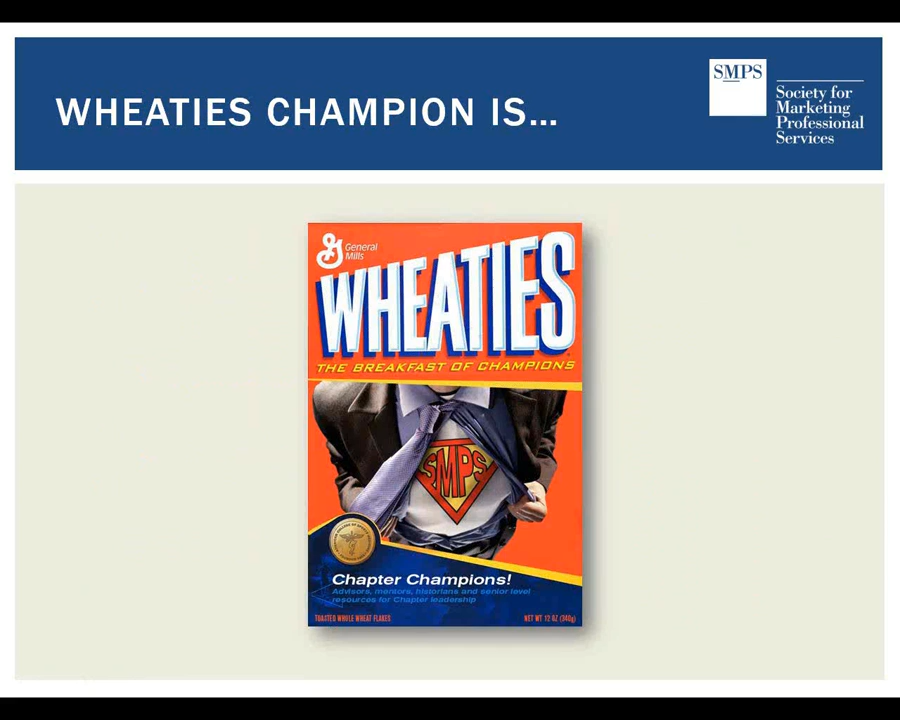 WHEATIES CHAMPION IS...
SMPS
Society for
Marketing
Professional
Services
General
Mills
WHEATIES
THE BREAKFAST OF CHAMPIONS
SMPS
Chapter Champions!
Advisors, mentors, historians and senior level
resources for Chapter leadership
TOASTED WHOLE WHEAT FLAKES
NET WT 12 OZ (340g)